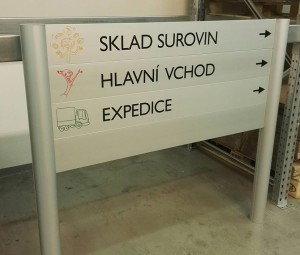 SKLAD SUROVIN
HLAVNÍ VCHOD
EXPEDICE